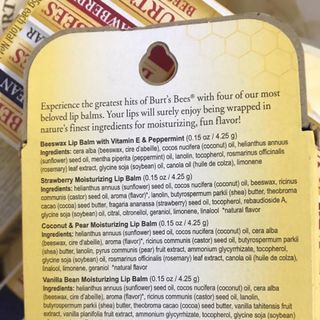 Experience the greatest hits of Burt's Bees® with four of our most
beloved lip balms. Your lips will surely enjoy being wrapped in
nature's finest ingredients for moisturizing, fun flavor!
Beeswax Lip Balm with Vitamin E & Peppermint (0.15 oz / 4.25 g)
Ingredients: cera alba (beeswax, cire d'abeille), cocos nucifera (coconut) oil, helianthus annuus
(sunflower) seed oil, mentha piperita (peppermint) oil, lanolin, tocopherol, rosmarinus officinalis
(rosemary) leaf extract, glycine soja (soybean) oil, canola oil (huile de colza), limonene
Strawberry Moisturizing Lip Balm (0.15 oz / 4.25 g)
Ingredients: helianthus annuus (sunflower) seed oil, cocos nucifera (coconut) oil, beeswax, ricinus
communis (castor) seed oil, aroma (flavor)*, lanolin, butyrospermum parkii (shea) butter, theobroma
cacao (cocoa) seed butter, fragaria ananassa (strawberry) seed oil, tocopherol, rebaudioside A,
glycine soja (soybean) oil, citral, citronellol, geraniol, limonene, linalool *natural flavor
Coconut & Pear Moisturizing Lip Balm (0.15 oz / 4.25 g)
Ingredients: helianthus annuus (sunflower) seed oil, cocos nucifera (coconut) oil, cera alba
(beeswax, cire d'abeille), aroma (flavor)*, ricinus communis (castor) seed oil, butyrospermum parkii
(shea) butter, lanolin, pyrus communis (pear) fruit extract, ammonium glycyrrhizate, tocopherol,
glycine soja (soybean) oil, rosmarinus officinalis (rosemary) leaf extract, canola oil (huile de colza),
linalool, limonene, geraniol *natural flavor
Vanilla Bean Moisturizing Lip Balm (0.15 oz / 4.25 g)
Ingredients: helianthus annuus (sunflower) seed oil, cocos nucifera (coconut) oil, cera alba
(beeswax, cire d'abeille), aroma (flavor)*, ricinus communis (castor) seed oil, lanolin,
butyrospermum parkii (shea) butter, theobroma cacao (cocoa) seed butter, vanilla tahitensis fruit
extract, vanilla planifolia fruit extract, ammonium glycyrrhizate, tocopherol, glycine soja